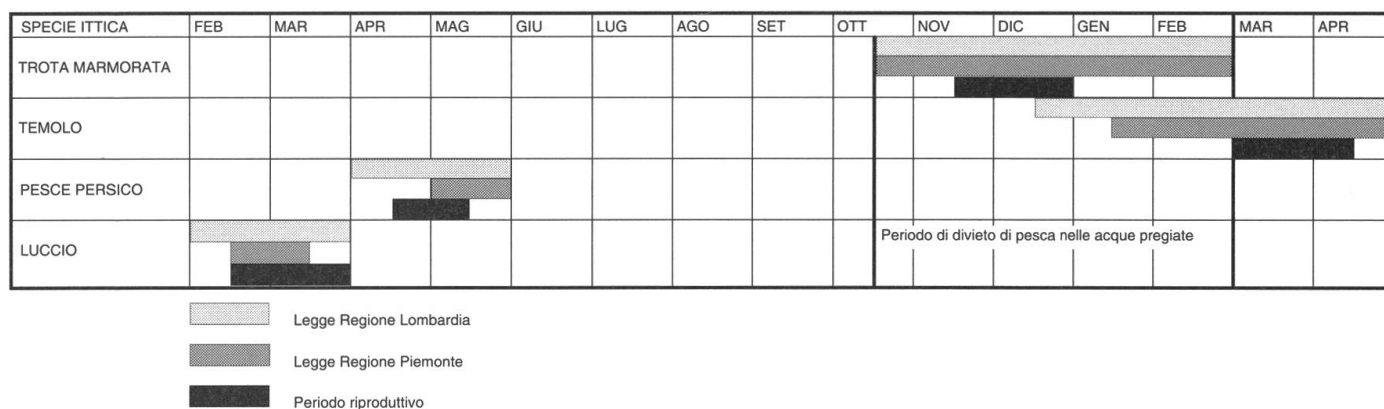 SPECIE ITTICA FEB MAR APR MAG GIU LUG AGO SET OTT NOV DIC GEN FEB MAR APR
TROTA MARMORATA
TEMOLO
PESCE PERSICO
LUCCIO
Periodo di divieto di pesca nelle acque pregiate
Legge Regione Lombardia
Legge Regione Piemonte
Periodo riproduttivo